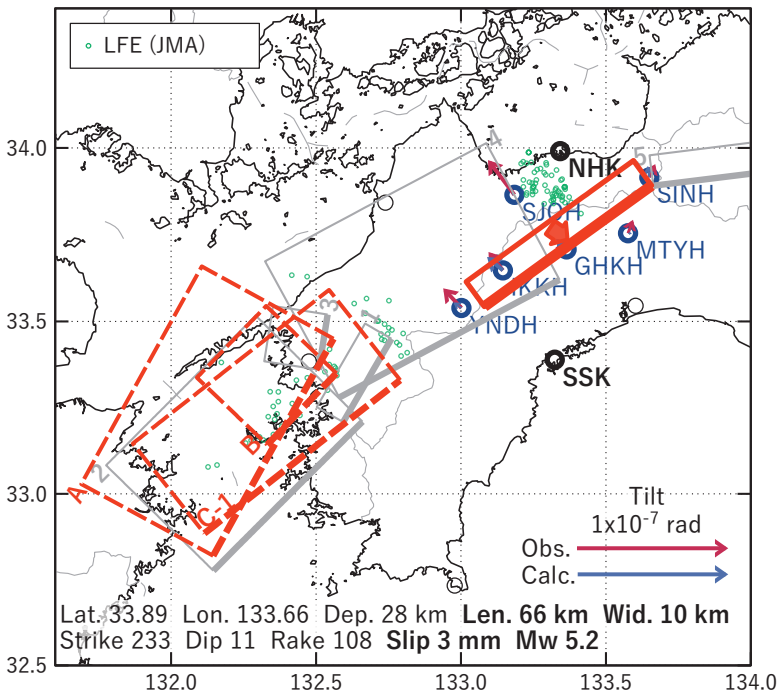 LFE (JMA)
34.0
4
NHK
5
SJOH
SINH
MTYH
GHKH
IKKH
33.5
YNDH
3
1
SSK
B
2
A
33.0
C-1
Tilt
1x10⁻⁷ rad
Obs.
Calc.
Lat. 33.89 Lon. 133.66 Dep. 28 km Len. 66 km Wid. 10 km
Strike 233 Dip 11 Rake 108 Slip 3 mm Mw 5.2
32.5
132.0 132.5 133.0 133.5 134.0